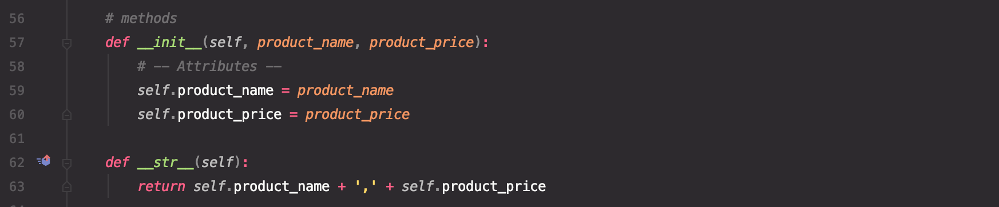 56 # methods
57 def __init__(self, product_name, product_price):
58 # -- Attributes --
59 self.product_name = product_name
60 self.product_price = product_price
61
62 def __str__(self):
63 return self.product_name + ',' + self.product_price